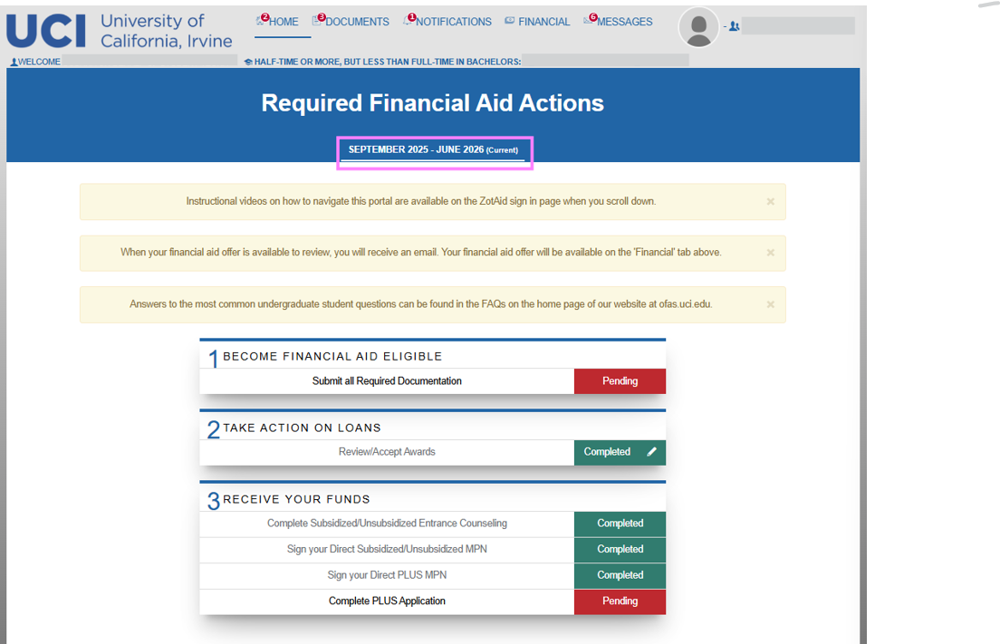 UCI University of California, Irvine
2 HOME 3 DOCUMENTS 1 NOTIFICATIONS FINANCIAL 6 MESSAGES
-
WELCOME HALF-TIME OR MORE, BUT LESS THAN FULL-TIME IN BACHELORS:
Required Financial Aid Actions
SEPTEMBER 2025 - JUNE 2026 (Current)
Instructional videos on how to navigate this portal are available on the ZotAid sign in page when you scroll down. ×
When your financial aid offer is available to review, you will receive an email. Your financial aid offer will be available on the 'Financial' tab above. ×
Answers to the most common undergraduate student questions can be found in the FAQs on the home page of our website at ofas.uci.edu. ×
1 BECOME FINANCIAL AID ELIGIBLE
Submit all Required Documentation Pending
2 TAKE ACTION ON LOANS
Review/Accept Awards Completed
3 RECEIVE YOUR FUNDS
Complete Subsidized/Unsubsidized Entrance Counseling Completed
Sign your Direct Subsidized/Unsubsidized MPN Completed
Sign your Direct PLUS MPN Completed
Complete PLUS Application Pending